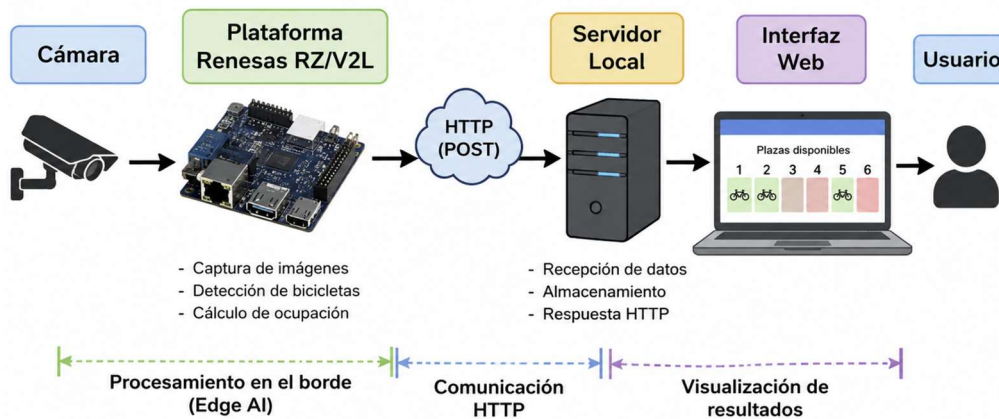 Cámara
Plataforma
Renesas RZ/V2L
Servidor
Local
Interfaz
Web
Usuario
HTTP
(POST)
Plazas disponibles
1 2 3 4 5 6
- Captura de imágenes
- Detección de bicicletas
- Cálculo de ocupación
- Recepción de datos
- Almacenamiento
- Respuesta HTTP
Procesamiento en el borde
(Edge AI)
Comunicación
HTTP
Visualización de
resultados